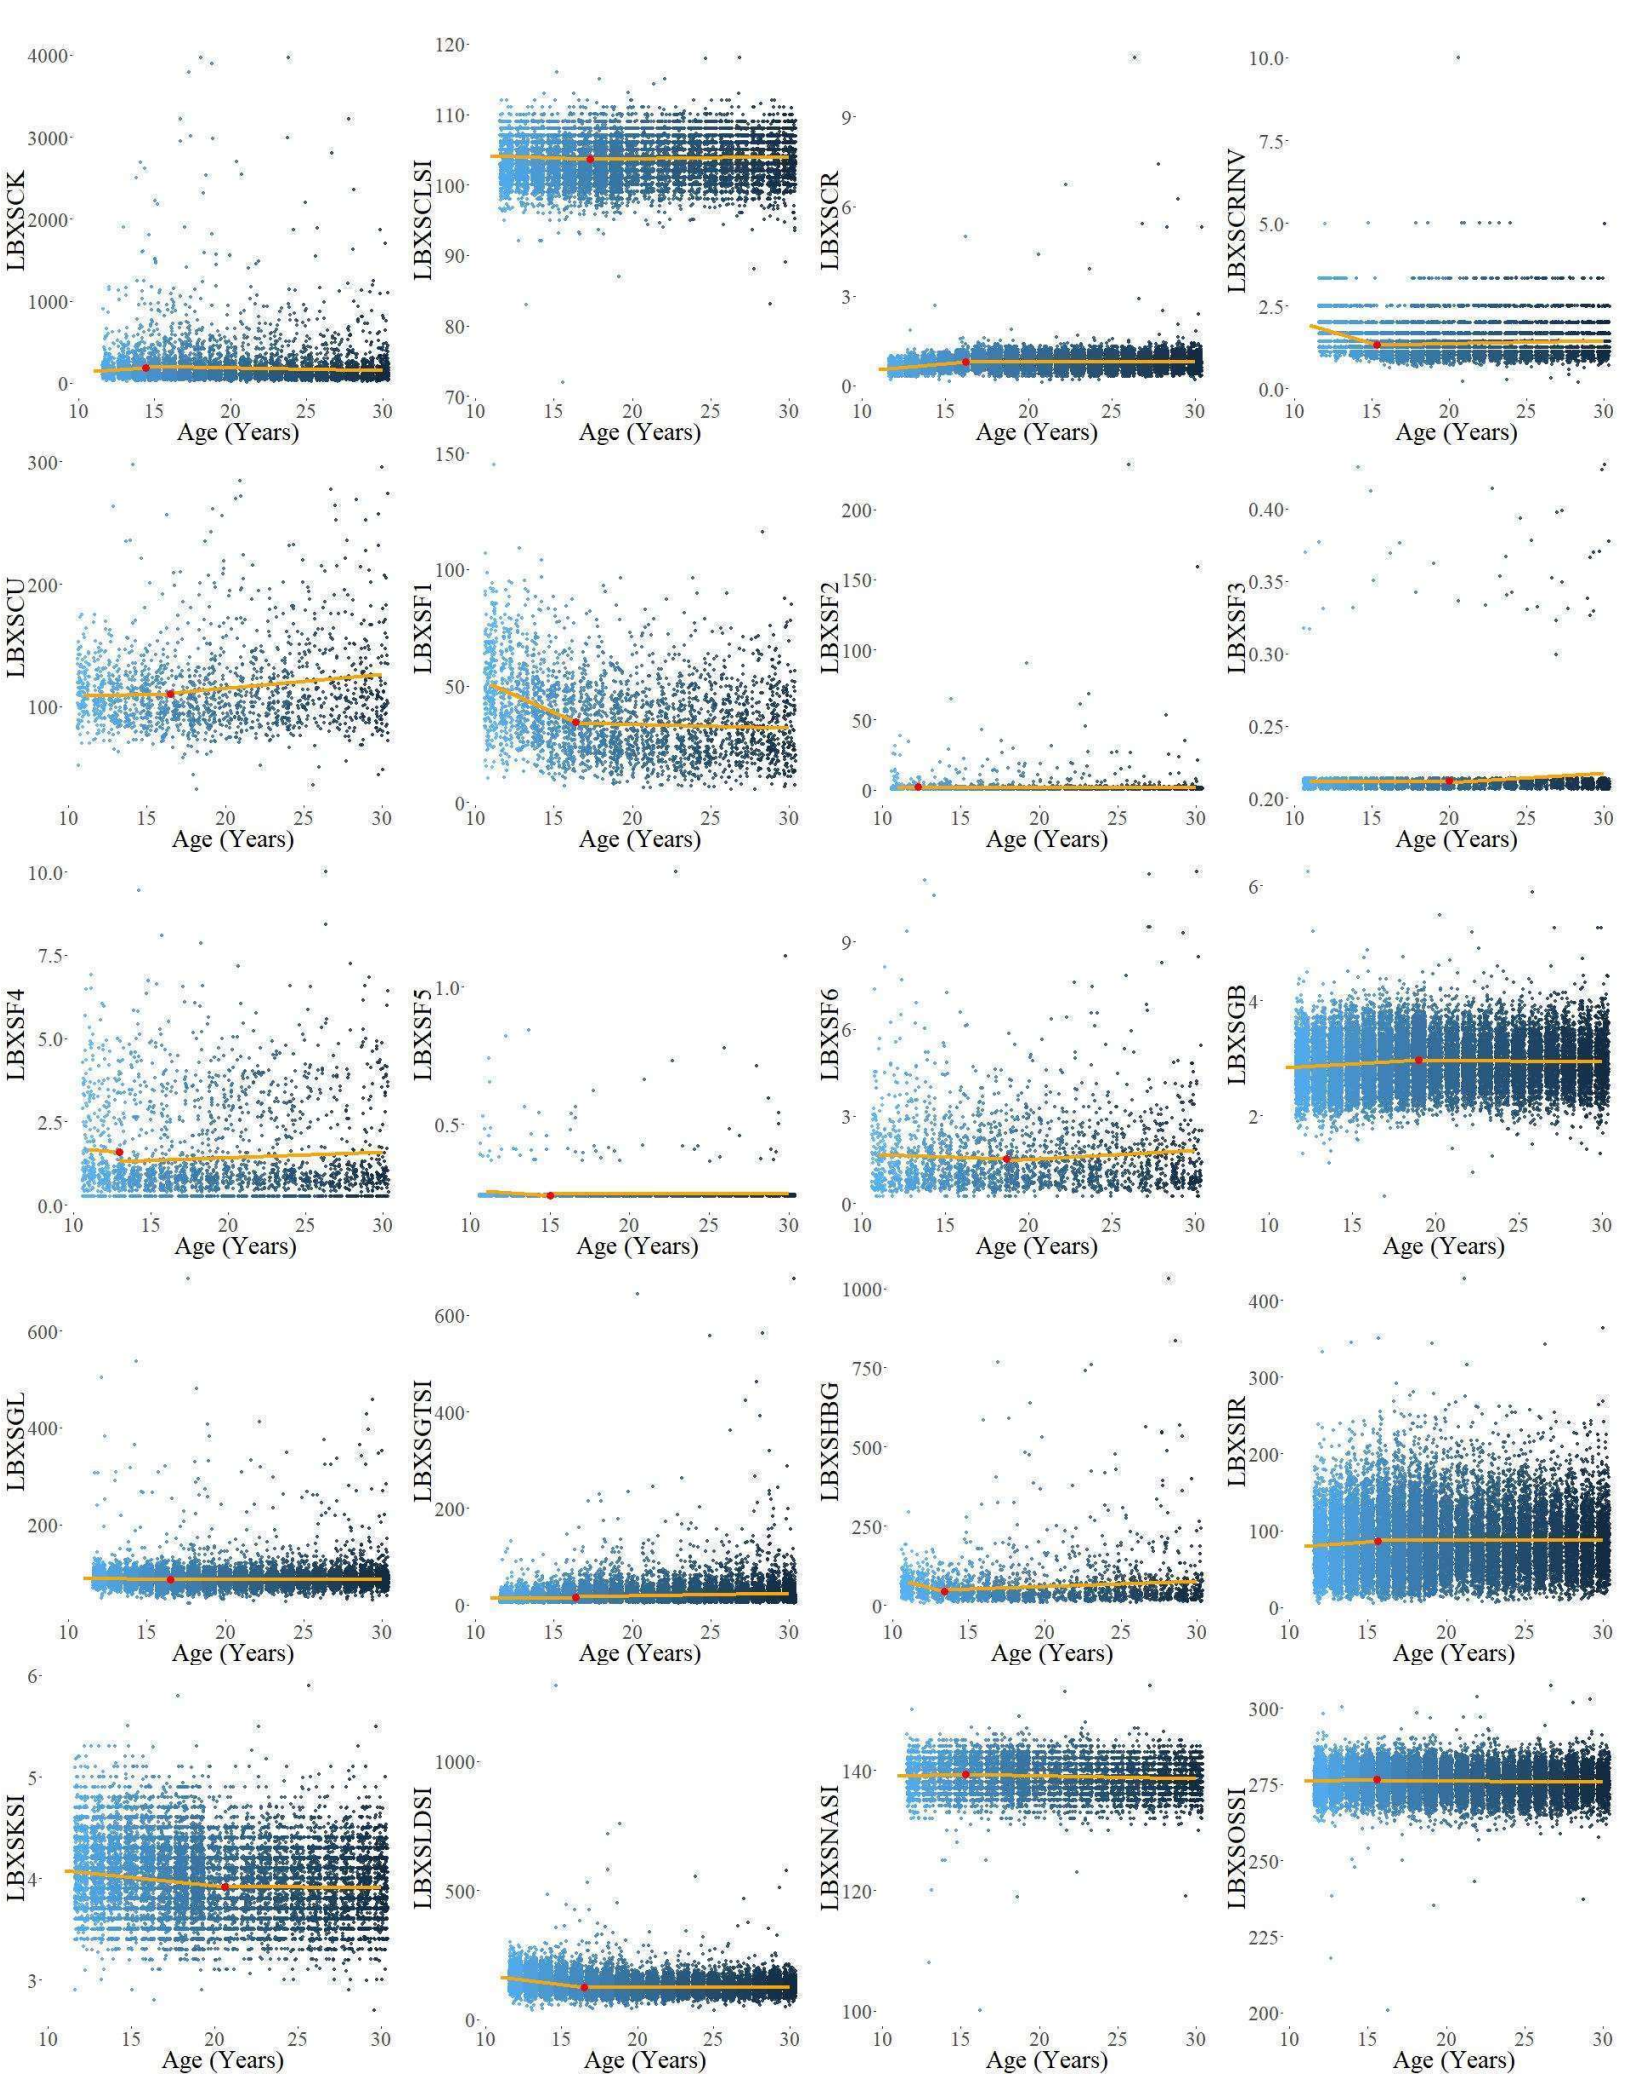 LBXSCK
4000
3000
2000
1000
0
10 15 20 25 30
Age (Years)
LBXSCLSI
120
110
100
90
80
70
10 15 20 25 30
Age (Years)
LBXSCR
9
6
3
0
10 15 20 25 30
Age (Years)
LBXSCRINV
10.0
7.5
5.0
2.5
0.0
10 15 20 25 30
Age (Years)
LBXSCU
300
200
100
10 15 20 25 30
Age (Years)
LBXSF1
150
100
50
0
10 15 20 25 30
Age (Years)
LBXSF2
200
150
100
50
0
10 15 20 25 30
Age (Years)
LBXSF3
0.40
0.35
0.30
0.25
0.20
10 15 20 25 30
Age (Years)
LBXSF4
10.0
7.5
5.0
2.5
0.0
10 15 20 25 30
Age (Years)
LBXSF5
1.0
0.5
10 15 20 25 30
Age (Years)
LBXSF6
9
6
3
0
10 15 20 25 30
Age (Years)
LBXSGB
6
4
2
10 15 20 25 30
Age (Years)
LBXSGL
600
400
200
10 15 20 25 30
Age (Years)
LBXSGTSI
600
400
200
0
10 15 20 25 30
Age (Years)
LBXSHBG
1000
750
500
250
0
10 15 20 25 30
Age (Years)
LBXSIR
400
300
200
100
0
10 15 20 25 30
Age (Years)
LBXSKSI
6
5
4
3
10 15 20 25 30
Age (Years)
LBXSLDSI
1000
500
0
10 15 20 25 30
Age (Years)
LBXSNASI
140
120
100
10 15 20 25 30
Age (Years)
LBXSOSSI
300
275
250
225
200
10 15 20 25 30
Age (Years)